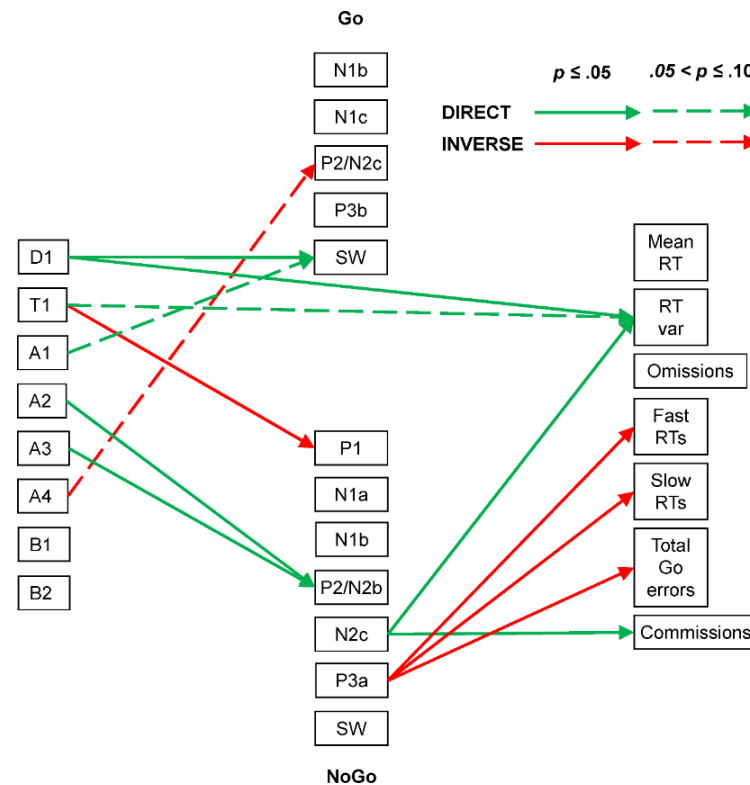 Go
N1b
N1c
P2/N2c
P3b
SW
p ≤ .05
.05 < p ≤ .10
DIRECT
INVERSE
D1
T1
A1
A2
A3
A4
B1
B2
P1
N1a
N1b
P2/N2b
N2c
P3a
SW
NoGo
Mean
RT
RT
var
Omissions
Fast
RTs
Slow
RTs
Total
Go
errors
Commissions